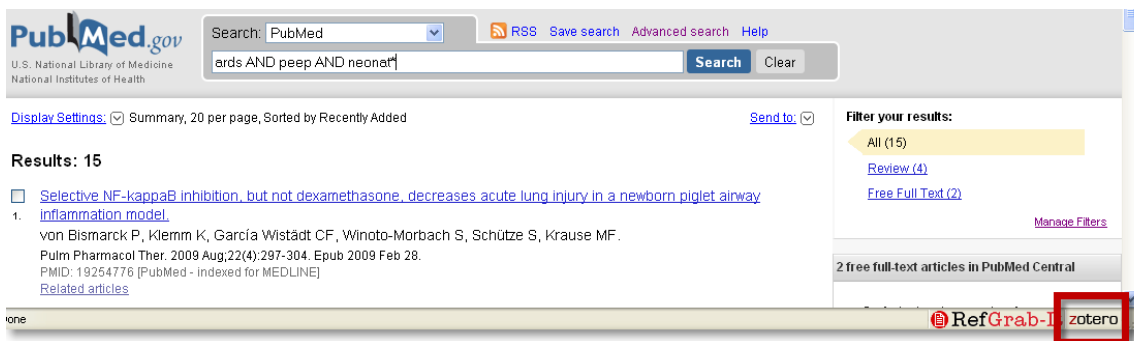 PubMed.gov
U.S. National Library of Medicine
National Institutes of Health
Search: PubMed
RSS Save search Advanced search Help
ards AND peep AND neonat*
Search Clear
Display Settings: Summary, 20 per page, Sorted by Recently Added
Send to:
Results: 15
1. Selective NF-kappaB inhibition, but not dexamethasone, decreases acute lung injury in a newborn piglet airway
inflammation model.
von Bismarck P, Klemm K, García Wistädt CF, Winoto-Morbach S, Schütze S, Krause MF.
Pulm Pharmacol Ther. 2009 Aug;22(4):297-304. Epub 2009 Feb 28.
PMID: 19254776 [PubMed - indexed for MEDLINE]
Related articles
Filter your results:
All (15)
Review (4)
Free Full Text (2)
Manage Filters
2 free full-text articles in PubMed Central
one
RefGrab-I
zotero